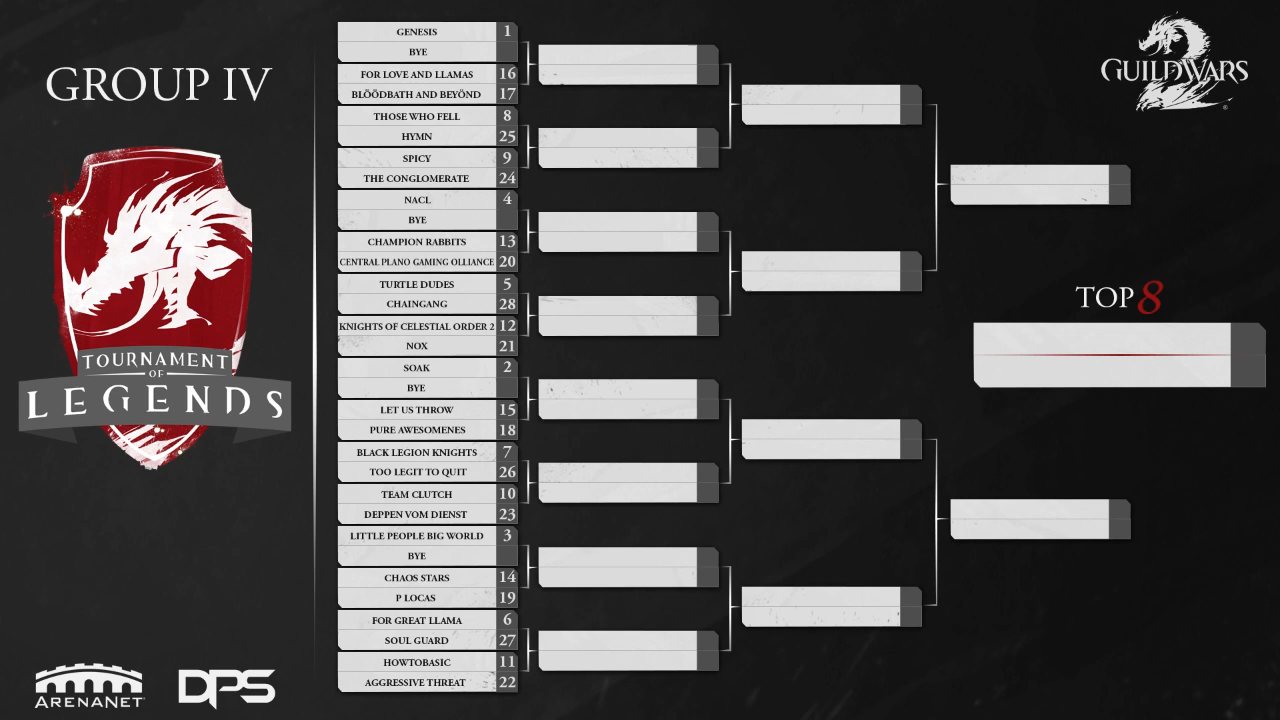 GROUP IV
TOURNAMENT
OF
LEGENDS
ARENANET
DPS
GENESIS 1
BYE
FOR LOVE AND LLAMAS 16
BLÖÖDBATH AND BEYÖND 17
THOSE WHO FELL 8
HYMN 25
SPICY 9
THE CONGLOMERATE 24
NACL 4
BYE
CHAMPION RABBITS 13
CENTRAL PLANO GAMING OLLIANCE 20
TURTLE DUDES 5
CHAINGANG 28
KNIGHTS OF CELESTIAL ORDER 2 12
NOX 21
SOAK 2
BYE
LET US THROW 15
PURE AWESOMENES 18
BLACK LEGION KNIGHTS 7
TOO LEGIT TO QUIT 26
TEAM CLUTCH 10
DEPPEN VOM DIENST 23
LITTLE PEOPLE BIG WORLD 3
BYE
CHAOS STARS 14
P LOCAS 19
FOR GREAT LLAMA 6
SOUL GUARD 27
HOWTOBASIC 11
AGGRESSIVE THREAT 22
GUILDWARS 2 ®
TOP 8